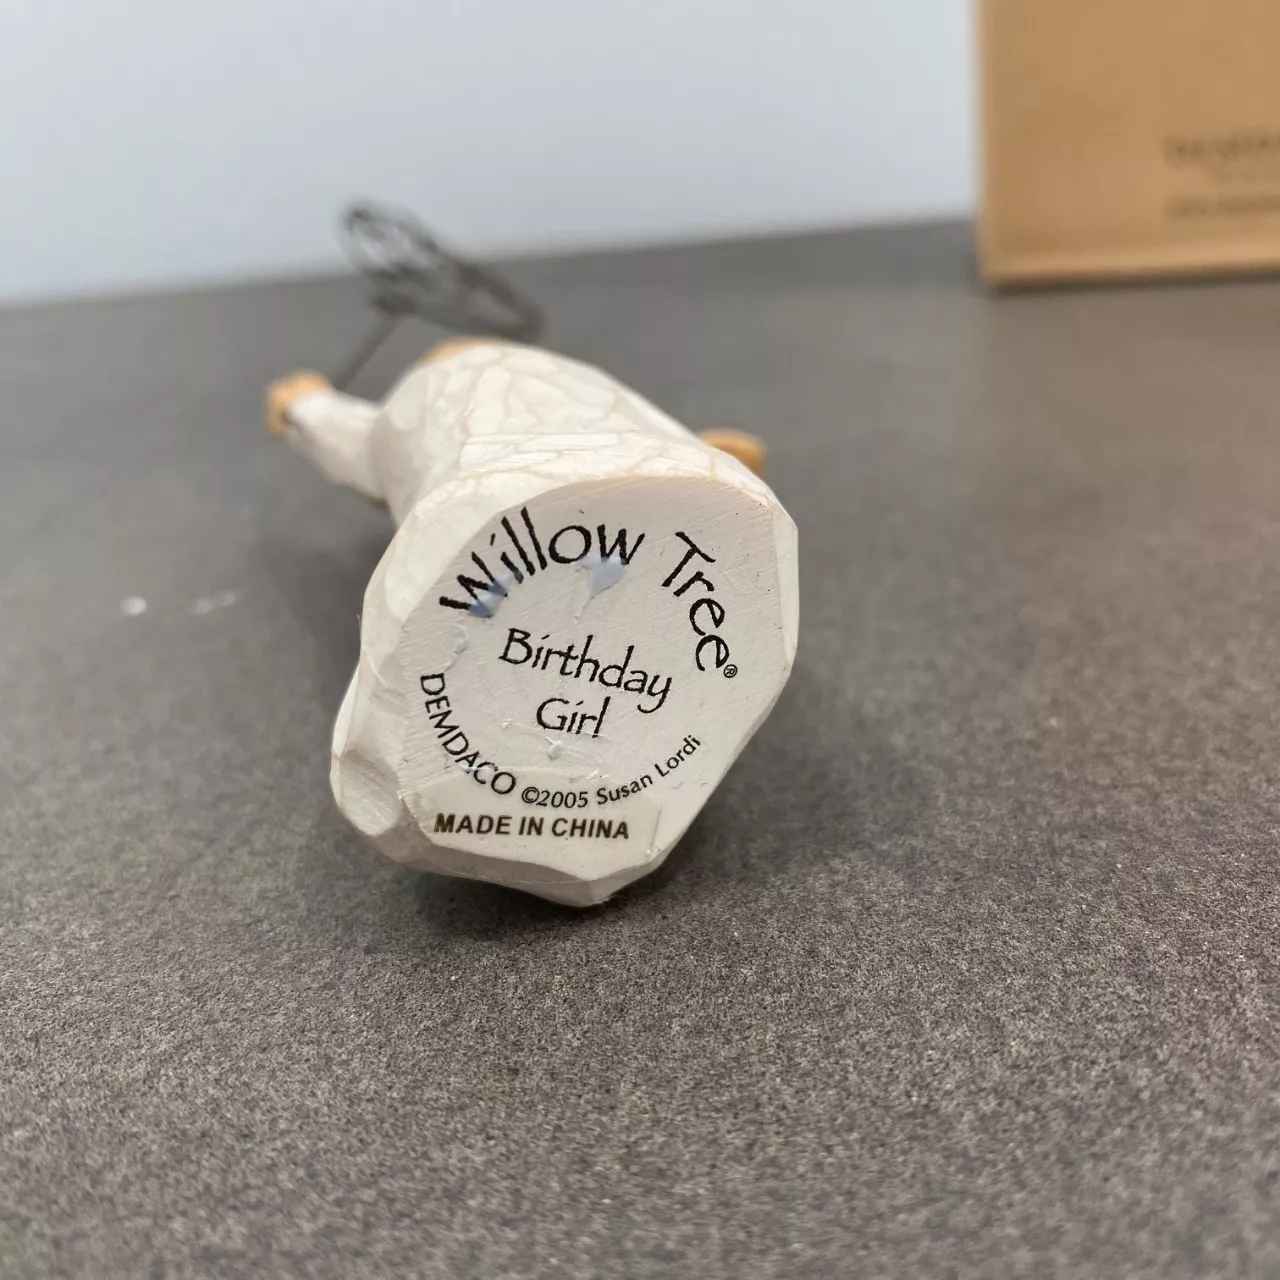 Willow Tree®
Birthday
Girl
DEMDACO ©2005 Susan Lordi
MADE IN CHINA